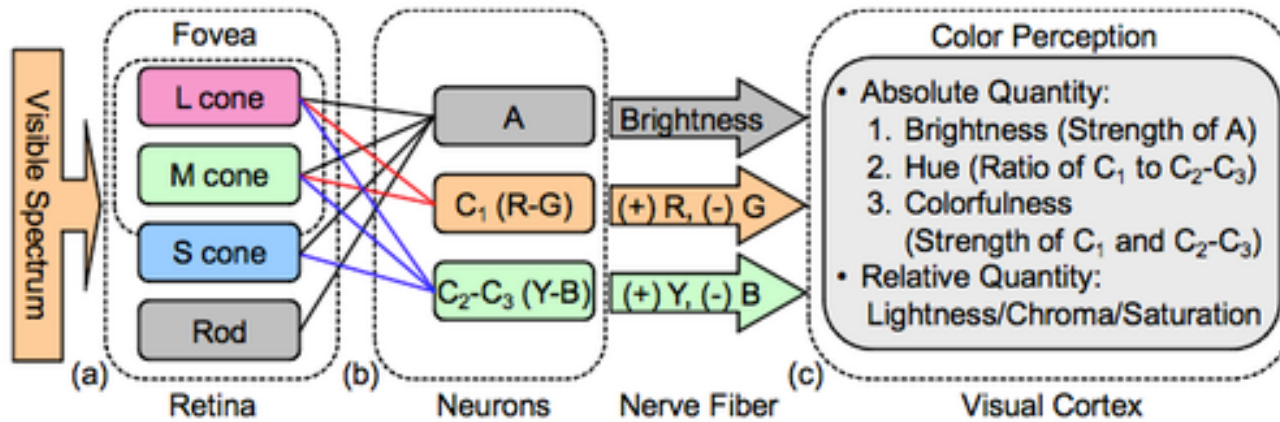 Visible Spectrum
(a)
Fovea
L cone
M cone
S cone
Rod
Retina
(b)
A
C₁ (R-G)
C₂-C₃ (Y-B)
Neurons
Brightness
(+) R, (-) G
(+) Y, (-) B
Nerve Fiber
(c)
Color Perception
• Absolute Quantity:
1. Brightness (Strength of A)
2. Hue (Ratio of C₁ to C₂-C₃)
3. Colorfulness
(Strength of C₁ and C₂-C₃)
• Relative Quantity:
Lightness/Chroma/Saturation
Visual Cortex